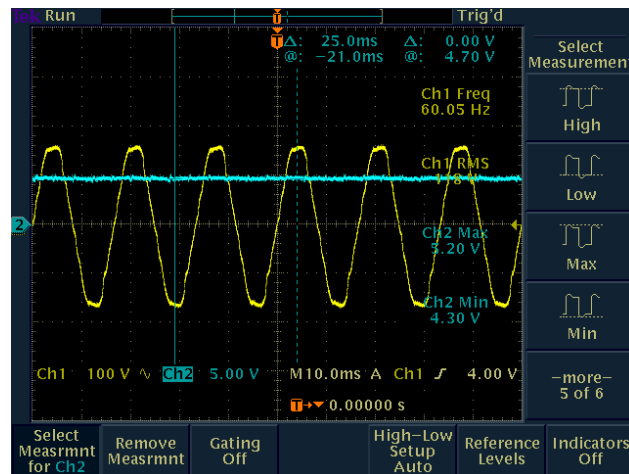 Run
Trig'd
Δ: 25.0ms Δ: 0.00 V
@: −21.0ms @: 4.70 V
Select
Measurement
Ch1 Freq
60.05 Hz
High
Ch1 RMS
Low
2
Ch2 Max
5.20 V
Max
Ch2 Min
4.30 V
Min
Ch1 100 V ∿ Ch2 5.00 V M10.0ms A Ch1 ƒ 4.00 V
T→▼ 0.00000 s
−more−
5 of 6
Select
Measrmnt
for Ch2
Remove
Measrmnt
Gating
Off
High−Low
Setup
Auto
Reference
Levels
Indicators
Off